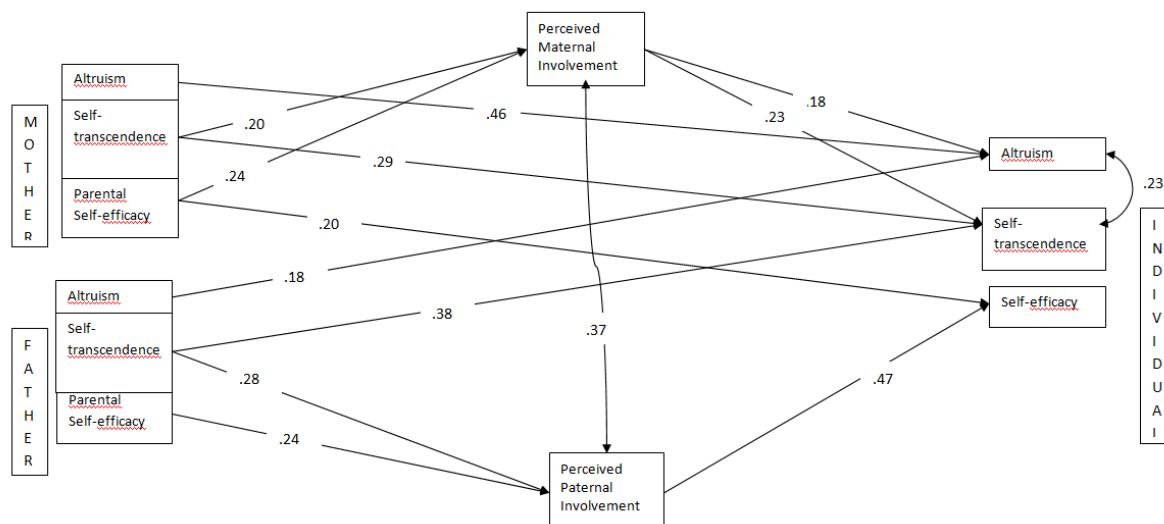 Perceived
Maternal
Involvement
Altruism
Self-
transcendence
Parental
Self-efficacy
M
O
T
H
E
R
.20
.24
.46
.29
.20
.18
.23
Altruism
.23
Self-
transcendence
Self-efficacy
I
N
D
I
V
I
D
U
A
I
Altruism
Self-
transcendence
Parental
Self-efficacy
F
A
T
H
E
R
.18
.38
.28
.24
.37
.47
Perceived
Paternal
Involvement